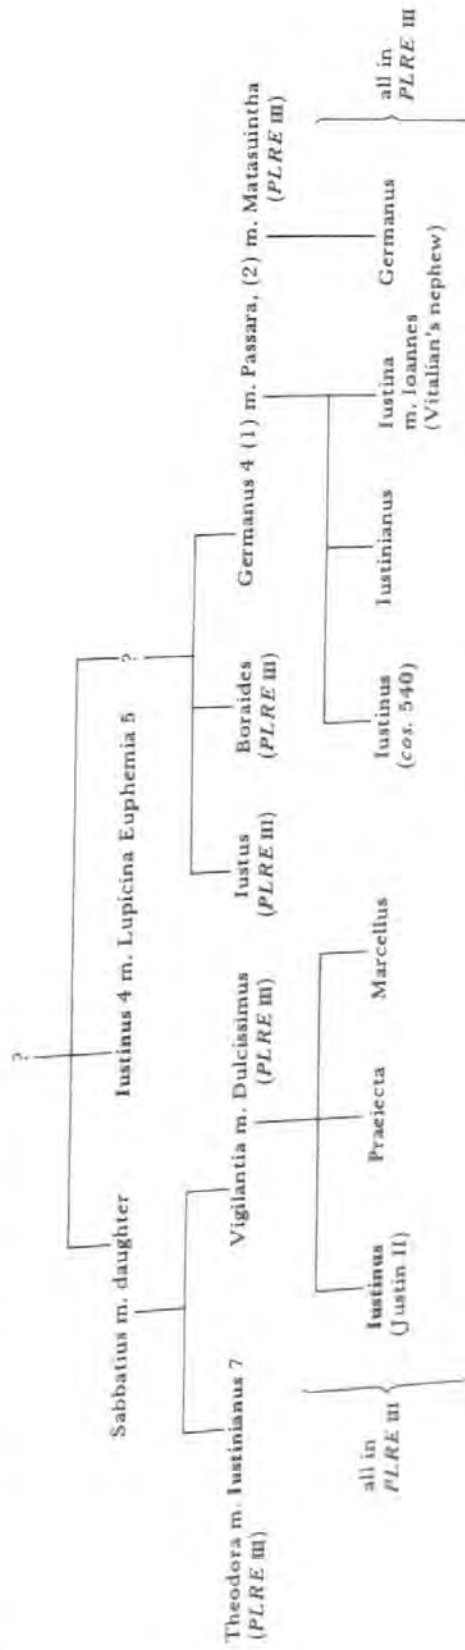 ?
Sabbatius m. daughter
Iustinus 4 m. Lupicina Euphemia 5
?
Theodora m. Iustinianus 7
(PLRE III)
Vigilantia m. Dulcissimus
(PLRE III)
Iustus
(PLRE III)
Boraides
(PLRE III)
Germanus 4 (1) m. Passara, (2) m. Matasuintha
(PLRE III)
all in
PLRE III
Iustinus
(Justin II)
Praeiecta
Marcellus
Iustinus
(cos. 540)
Iustinianus
Iustina
m. Ioannes
(Vitalian's nephew)
Germanus
all in
PLRE III